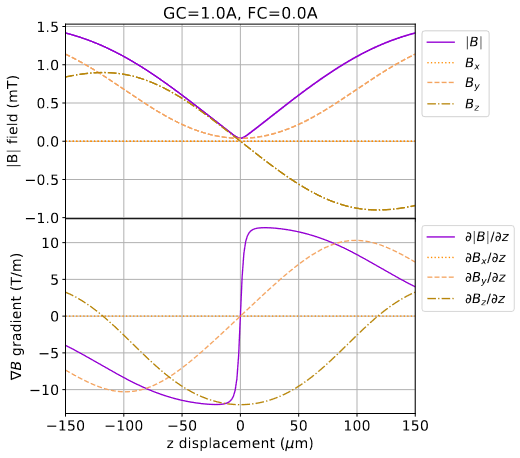 GC=1.0A, FC=0.0A
|B| field (mT)
1.5
1.0
0.5
0.0
−0.5
−1.0
|B|
Bₓ
B_y
B_z
∇B gradient (T/m)
10
5
0
−5
−10
∂|B|/∂z
∂Bₓ/∂z
∂B_y/∂z
∂B_z/∂z
−150 −100 −50 0 50 100 150
z displacement (μm)